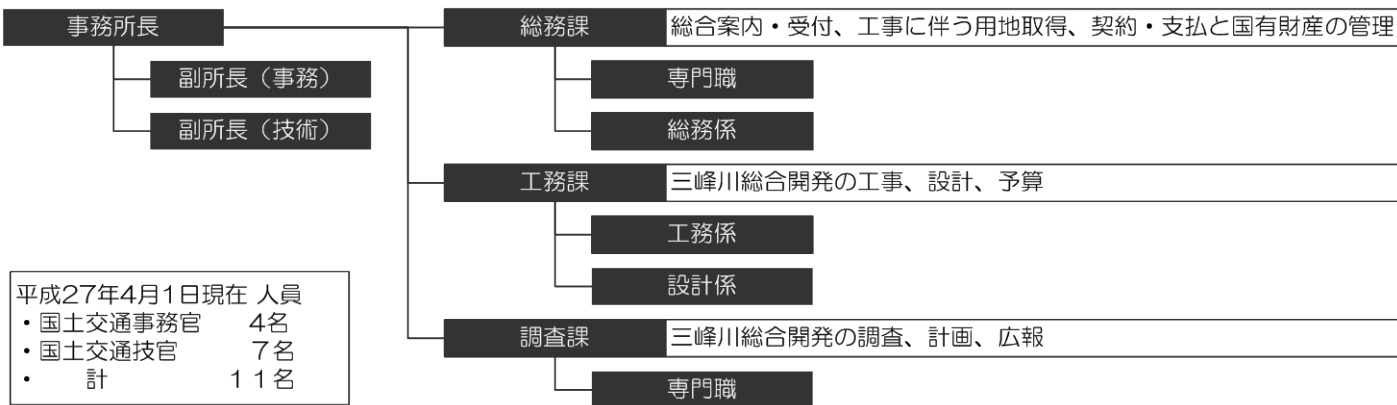 事務所長
副所長（事務）
副所長（技術）
総務課 総合案内・受付、工事に伴う用地取得、契約・支払と国有財産の管理
専門職
総務係
工務課 三峰川総合開発の工事、設計、予算
工務係
設計係
調査課 三峰川総合開発の調査、計画、広報
専門職
平成27年4月1日現在 人員
・国土交通事務官 4名
・国土交通技官 7名
・ 計 １１名